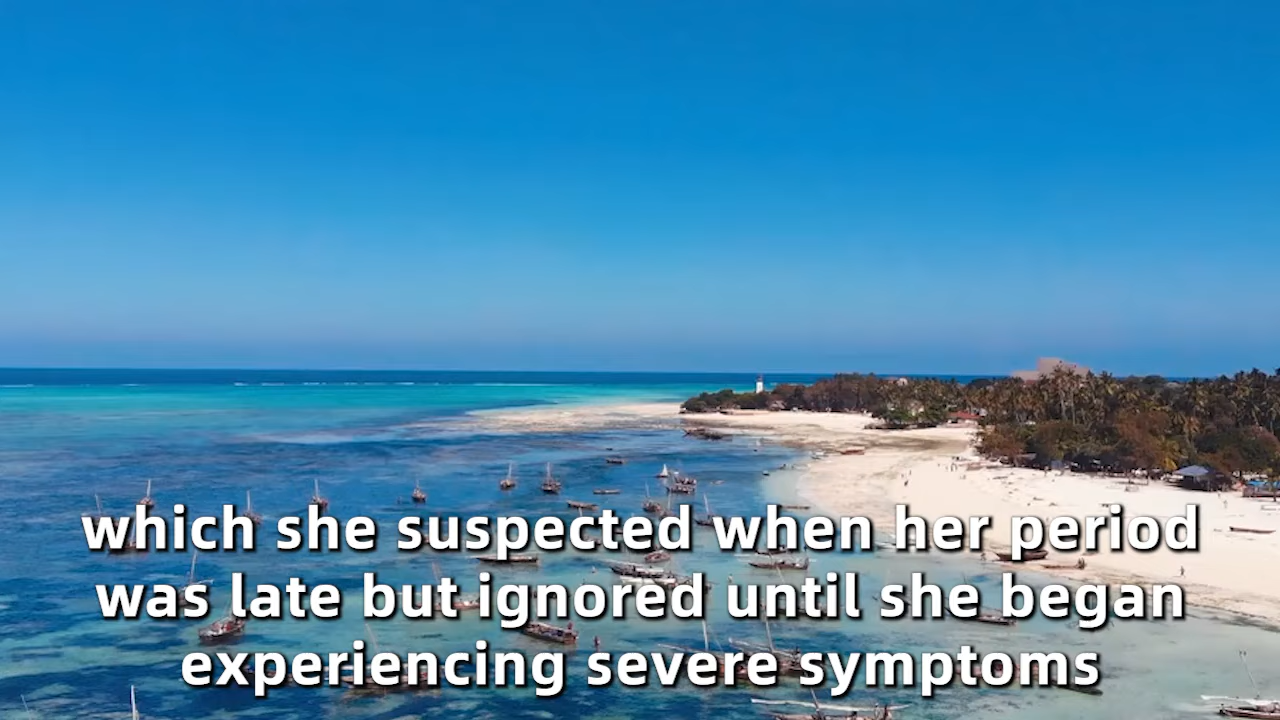 which she suspected when her period
was late but ignored until she began
experiencing severe symptoms